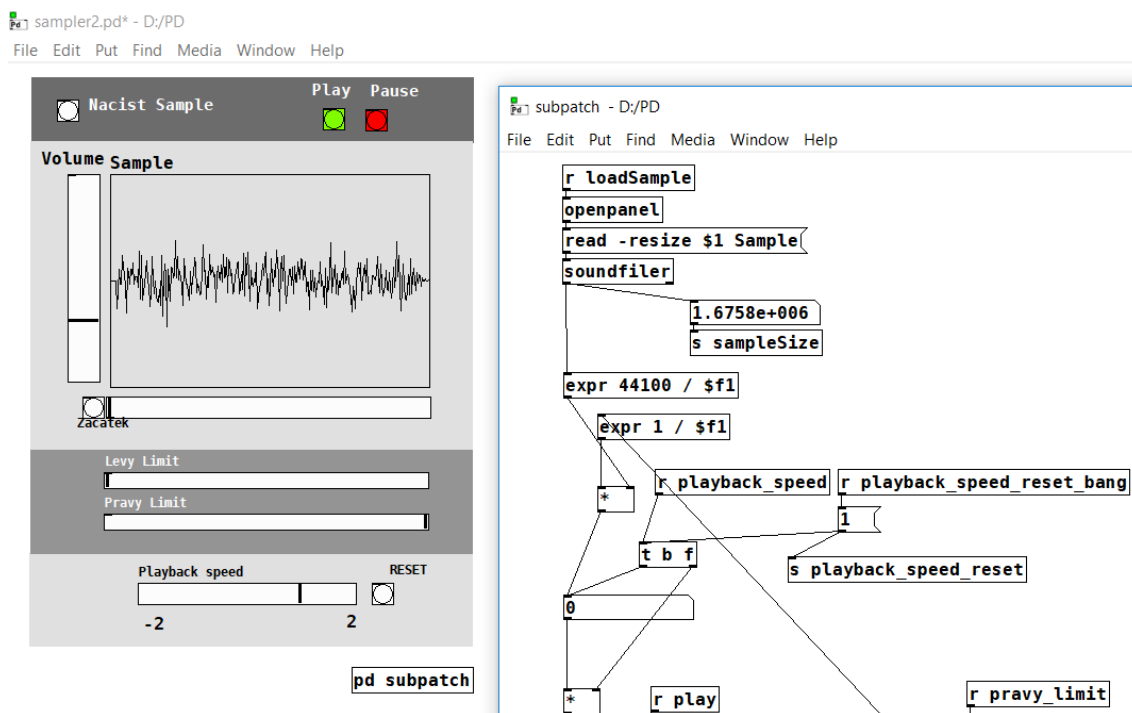 sampler2.pd* - D:/PD
File Edit Put Find Media Window Help
Play Pause
Nacist Sample
Volume Sample
Zacatek
Levy Limit
Pravy Limit
Playback speed RESET
-2 2
pd subpatch
subpatch - D:/PD
File Edit Put Find Media Window Help
r loadSample
openpanel
read -resize $1 Sample
soundfiler
1.6758e+006
s sampleSize
expr 44100 / $f1
expr 1 / $f1
r playback_speed r playback_speed_reset_bang
*
1
t b f
s playback_speed_reset
0
* r play r pravy_limit